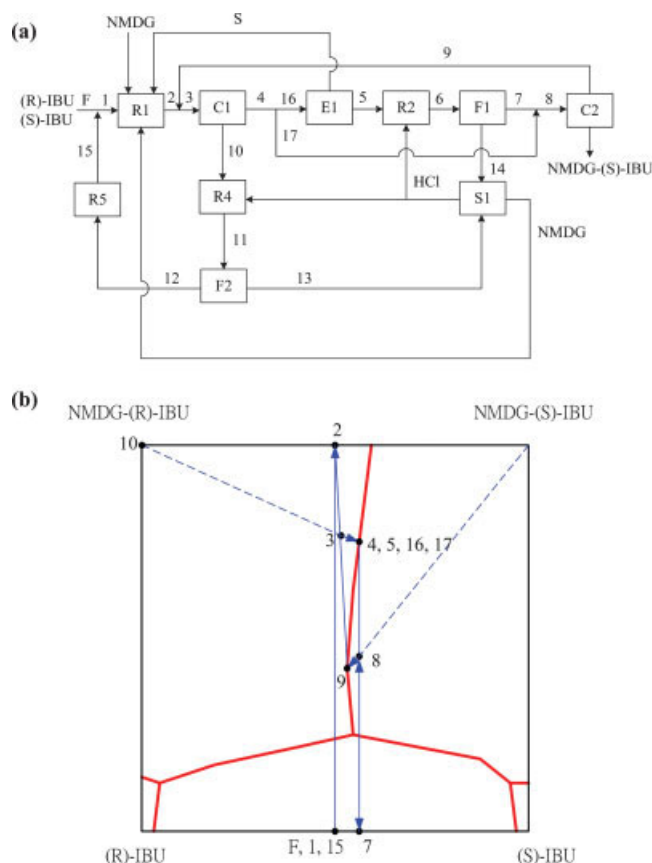 (a)
NMDG
S
9
(R)-IBU F 1
(S)-IBU
R1
2 3
C1
4
16
E1
5
R2
6
F1
7
8
C2
17
15
10
14
NMDG-(S)-IBU
R5
R4
HCl
S1
NMDG
11
12
F2
13
(b)
NMDG-(R)-IBU
NMDG-(S)-IBU
2
10
3
4, 5, 16, 17
8
9
(R)-IBU
F, 1, 15
7
(S)-IBU